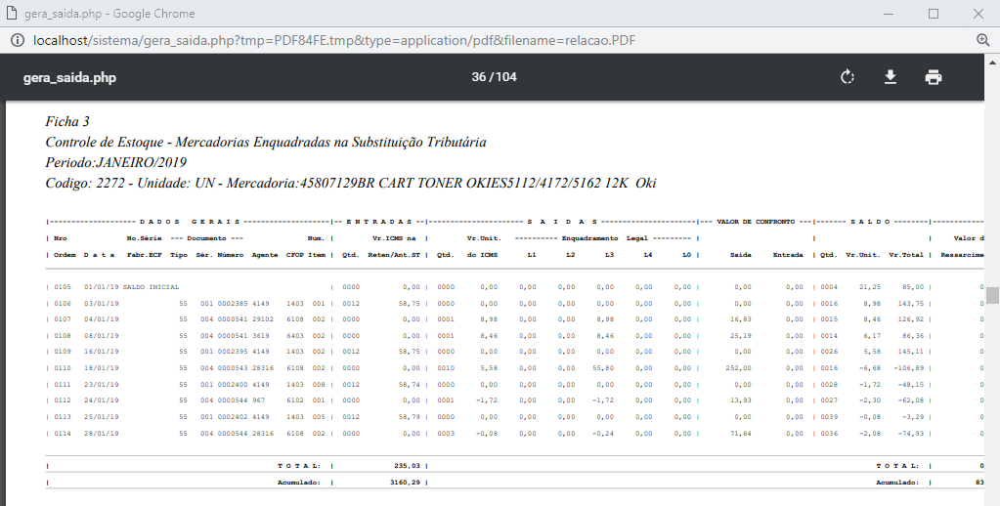 gera_saida.php - Google Chrome
localhost/sistema/gera_saida.php?tmp=PDF84FE.tmp&type=application/pdf&filename=relacao.PDF
gera_saida.php 36 / 104
Ficha 3
Controle de Estoque - Mercadorias Enquadradas na Substituição Tributária
Periodo:JANEIRO/2019
Codigo: 2272 - Unidade: UN - Mercadoria:45807129BR CART TONER OKIES5112/4172/5162 12K Oki
|--------------------- D A D O S   G E R A I S --------------------|-- ENTRADAS --|--------------------- S A I D A S ---------------------|--- VALOR DE CONFRONTO ---|------- S A L D O --------|------------
| Nro No.Série --- Documento --- Num. | Vr.ICMS na | Vr.Unit. ---------- Enquadramento Legal --------- | | | Valor d
| Ordem D a t a Fabr.ECF Tipo Sér. Número Agente CFOP Item | Qtd. Reten/Ant.ST | Qtd. do ICMS L1 L2 L3 L4 L0 | Saida Entrada | Qtd. Vr.Unit. Vr.Total | Ressarcime
| 0105 01/01/19 SALDO INICIAL | 0000 0,00 | 0000 0,00 0,00 0,00 0,00 0,00 0,00 | 0,00 0,00 | 0004 21,25 85,00 | 0
| 0106 03/01/19 55 001 0002385 4149 1403 001 | 0012 58,75 | 0000 0,00 0,00 0,00 0,00 0,00 0,00 | 0,00 0,00 | 0016 8,98 143,75 | 0
| 0107 04/01/19 55 004 0000541 29102 6108 002 | 0000 0,00 | 0001 8,98 0,00 0,00 8,98 0,00 0,00 | 16,83 0,00 | 0015 8,46 126,92 | 0
| 0108 08/01/19 55 004 0000541 3619 6403 002 | 0000 0,00 | 0001 8,46 0,00 0,00 8,46 0,00 0,00 | 25,19 0,00 | 0014 6,17 86,36 | 0
| 0109 16/01/19 55 001 0002395 4149 1403 002 | 0012 58,75 | 0000 0,00 0,00 0,00 0,00 0,00 0,00 | 0,00 0,00 | 0026 5,58 145,11 | 0
| 0110 18/01/19 55 004 0000543 28316 6108 002 | 0000 0,00 | 0010 5,58 0,00 0,00 55,80 0,00 0,00 | 252,00 0,00 | 0016 -6,68 -106,89 | 0
| 0111 23/01/19 55 001 0002400 4149 1403 008 | 0012 58,74 | 0000 0,00 0,00 0,00 0,00 0,00 0,00 | 0,00 0,00 | 0028 -1,72 -48,15 | 0
| 0112 24/01/19 55 004 0000544 967 6102 001 | 0000 0,00 | 0001 -1,72 0,00 0,00 -1,72 0,00 0,00 | 13,93 0,00 | 0027 -2,30 -62,08 | 0
| 0113 25/01/19 55 001 0002402 4149 1403 005 | 0012 58,79 | 0000 0,00 0,00 0,00 0,00 0,00 0,00 | 0,00 0,00 | 0039 -0,08 -3,29 | 0
| 0114 28/01/19 55 004 0000544 28316 6108 002 | 0000 0,00 | 0003 -0,08 0,00 0,00 -0,24 0,00 0,00 | 71,64 0,00 | 0036 -2,08 -74,93 | 0
| T O T A L: | 235,03 | T O T A L: | 0
| Acumulado: | 3160,29 | Acumulado: | 83